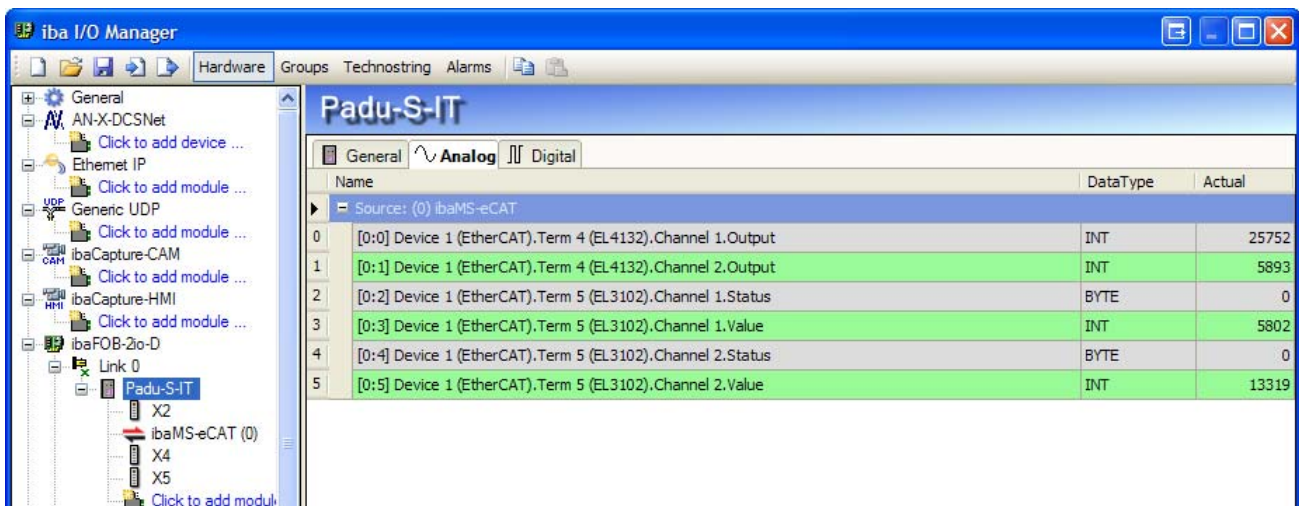 iba I/O Manager
Hardware Groups Technostring Alarms
General
AN-X-DCSNet
Click to add device ...
Ethernet IP
Click to add module ...
UDP Generic UDP
Click to add module ...
CAM ibaCapture-CAM
Click to add module ...
HMI ibaCapture-HMI
Click to add module ...
ibaFOB-2io-D
Link 0
Padu-S-IT
X2
ibaMS-eCAT (0)
X4
X5
Click to add modul
Padu-S-IT
General Analog Digital
Name DataType Actual
Source: (0) ibaMS-eCAT
0 [0:0] Device 1 (EtherCAT).Term 4 (EL4132).Channel 1.Output INT 25752
1 [0:1] Device 1 (EtherCAT).Term 4 (EL4132).Channel 2.Output INT 5893
2 [0:2] Device 1 (EtherCAT).Term 5 (EL3102).Channel 1.Status BYTE 0
3 [0:3] Device 1 (EtherCAT).Term 5 (EL3102).Channel 1.Value INT 5802
4 [0:4] Device 1 (EtherCAT).Term 5 (EL3102).Channel 2.Status BYTE 0
5 [0:5] Device 1 (EtherCAT).Term 5 (EL3102).Channel 2.Value INT 13319